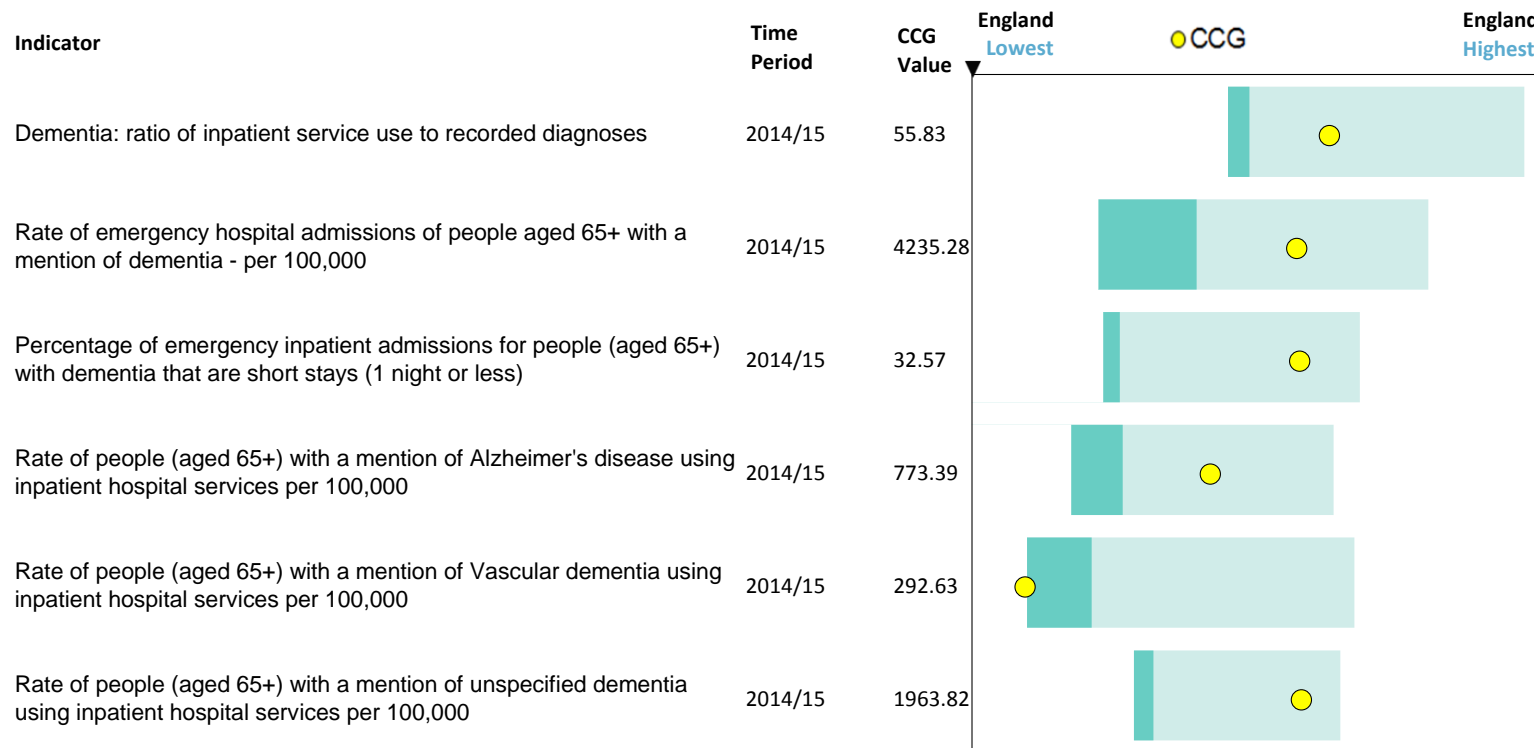 Indicator
Time Period
CCG Value
England Lowest
CCG
England Highest
Dementia: ratio of inpatient service use to recorded diagnoses
2014/15
55.83
Rate of emergency hospital admissions of people aged 65+ with a
mention of dementia - per 100,000
2014/15
4235.28
Percentage of emergency inpatient admissions for people (aged 65+)
with dementia that are short stays (1 night or less)
2014/15
32.57
Rate of people (aged 65+) with a mention of Alzheimer's disease using
inpatient hospital services per 100,000
2014/15
773.39
Rate of people (aged 65+) with a mention of Vascular dementia using
inpatient hospital services per 100,000
2014/15
292.63
Rate of people (aged 65+) with a mention of unspecified dementia
using inpatient hospital services per 100,000
2014/15
1963.82